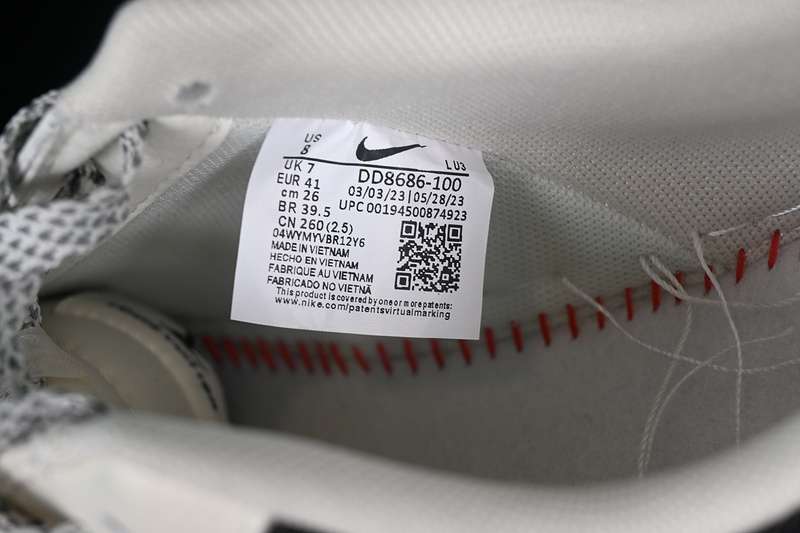 US
8
LU3
UK 7
DD8686-100
EUR 41
03/03/23 | 05/28/23
cm 26
UPC 00194500874923
BR 39.5
CN 260 (2.5)
04WYMYVBR12Y6
MADE IN VIETNAM
HECHO EN VIETNAM
FABRIQUE AU VIETNAM
FABRICADO NO VIETNÃ
This product is covered by one or more patents:
www.nike.com/patentsvirtualmarking